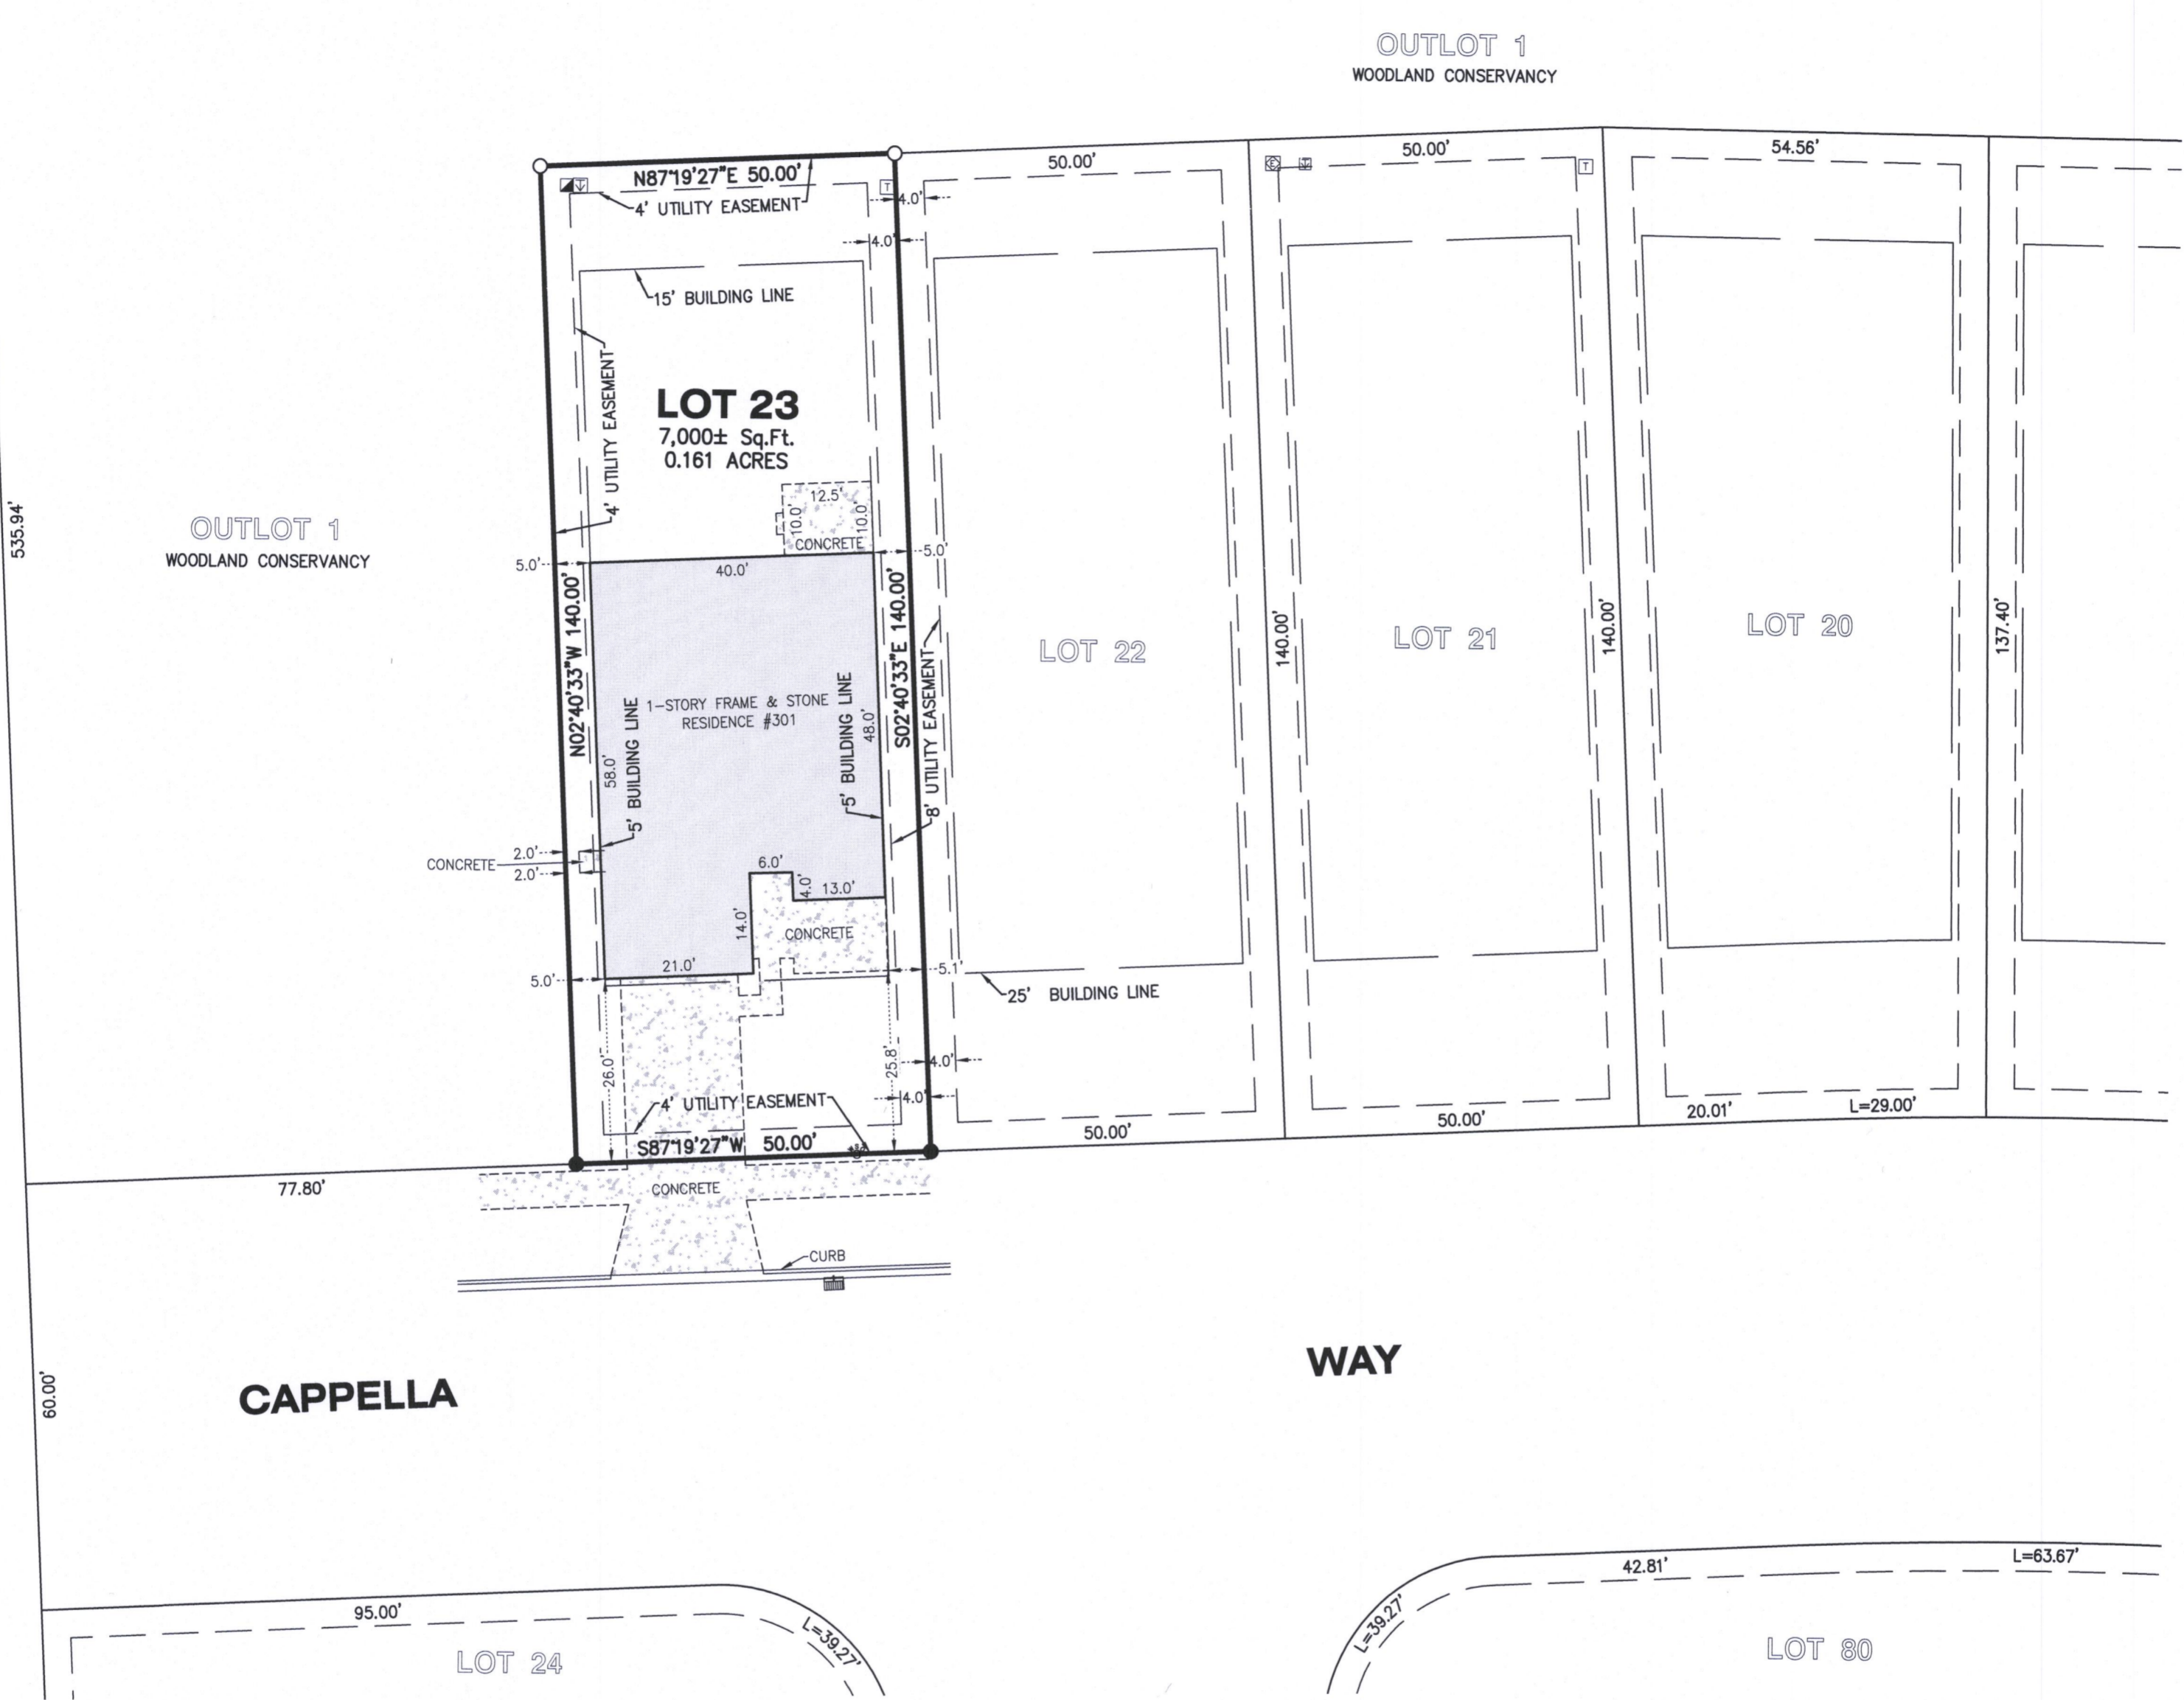 OUTLOT 1
WOODLAND CONSERVANCY
N87°19'27"E 50.00'
4' UTILITY EASEMENT
4.0'
4.0'
50.00'
50.00'
54.56'
T
T
15' BUILDING LINE
4' UTILITY EASEMENT
LOT 23
7,000± Sq.Ft.
0.161 ACRES
535.94'
OUTLOT 1
WOODLAND CONSERVANCY
12.5'
10.0'
10.0'
CONCRETE
5.0'
5.0'
40.0'
N02°40'33"W 140.00'
S02°40'33"E 140.00'
1-STORY FRAME & STONE
RESIDENCE #301
58.0'
5' BUILDING LINE
5' BUILDING LINE
48.0'
8' UTILITY EASEMENT
LOT 22
140.00'
LOT 21
140.00'
LOT 20
137.40'
2.0'
CONCRETE
2.0'
6.0'
4.0'
13.0'
14.0'
CONCRETE
21.0'
5.0'
5.1'
25' BUILDING LINE
26.0'
25.8'
4.0'
4.0'
4' UTILITY EASEMENT
S87°19'27"W 50.00'
50.00'
50.00'
20.01'
L=29.00'
77.80'
CONCRETE
CURB
CAPPELLA
WAY
60.00'
95.00'
L=39.27'
LOT 24
L=39.27'
42.81'
L=63.67'
LOT 80